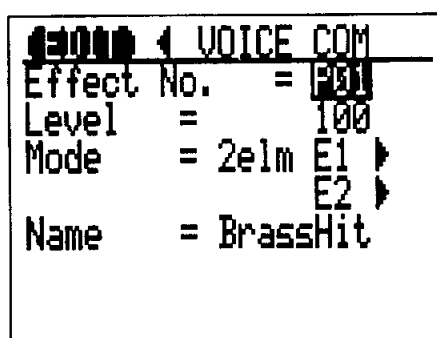 ◀ VOICE COM
Effect No. = P01
Level = 100
Mode = 2elm E1 ▶
E2 ▶
Name = BrassHit